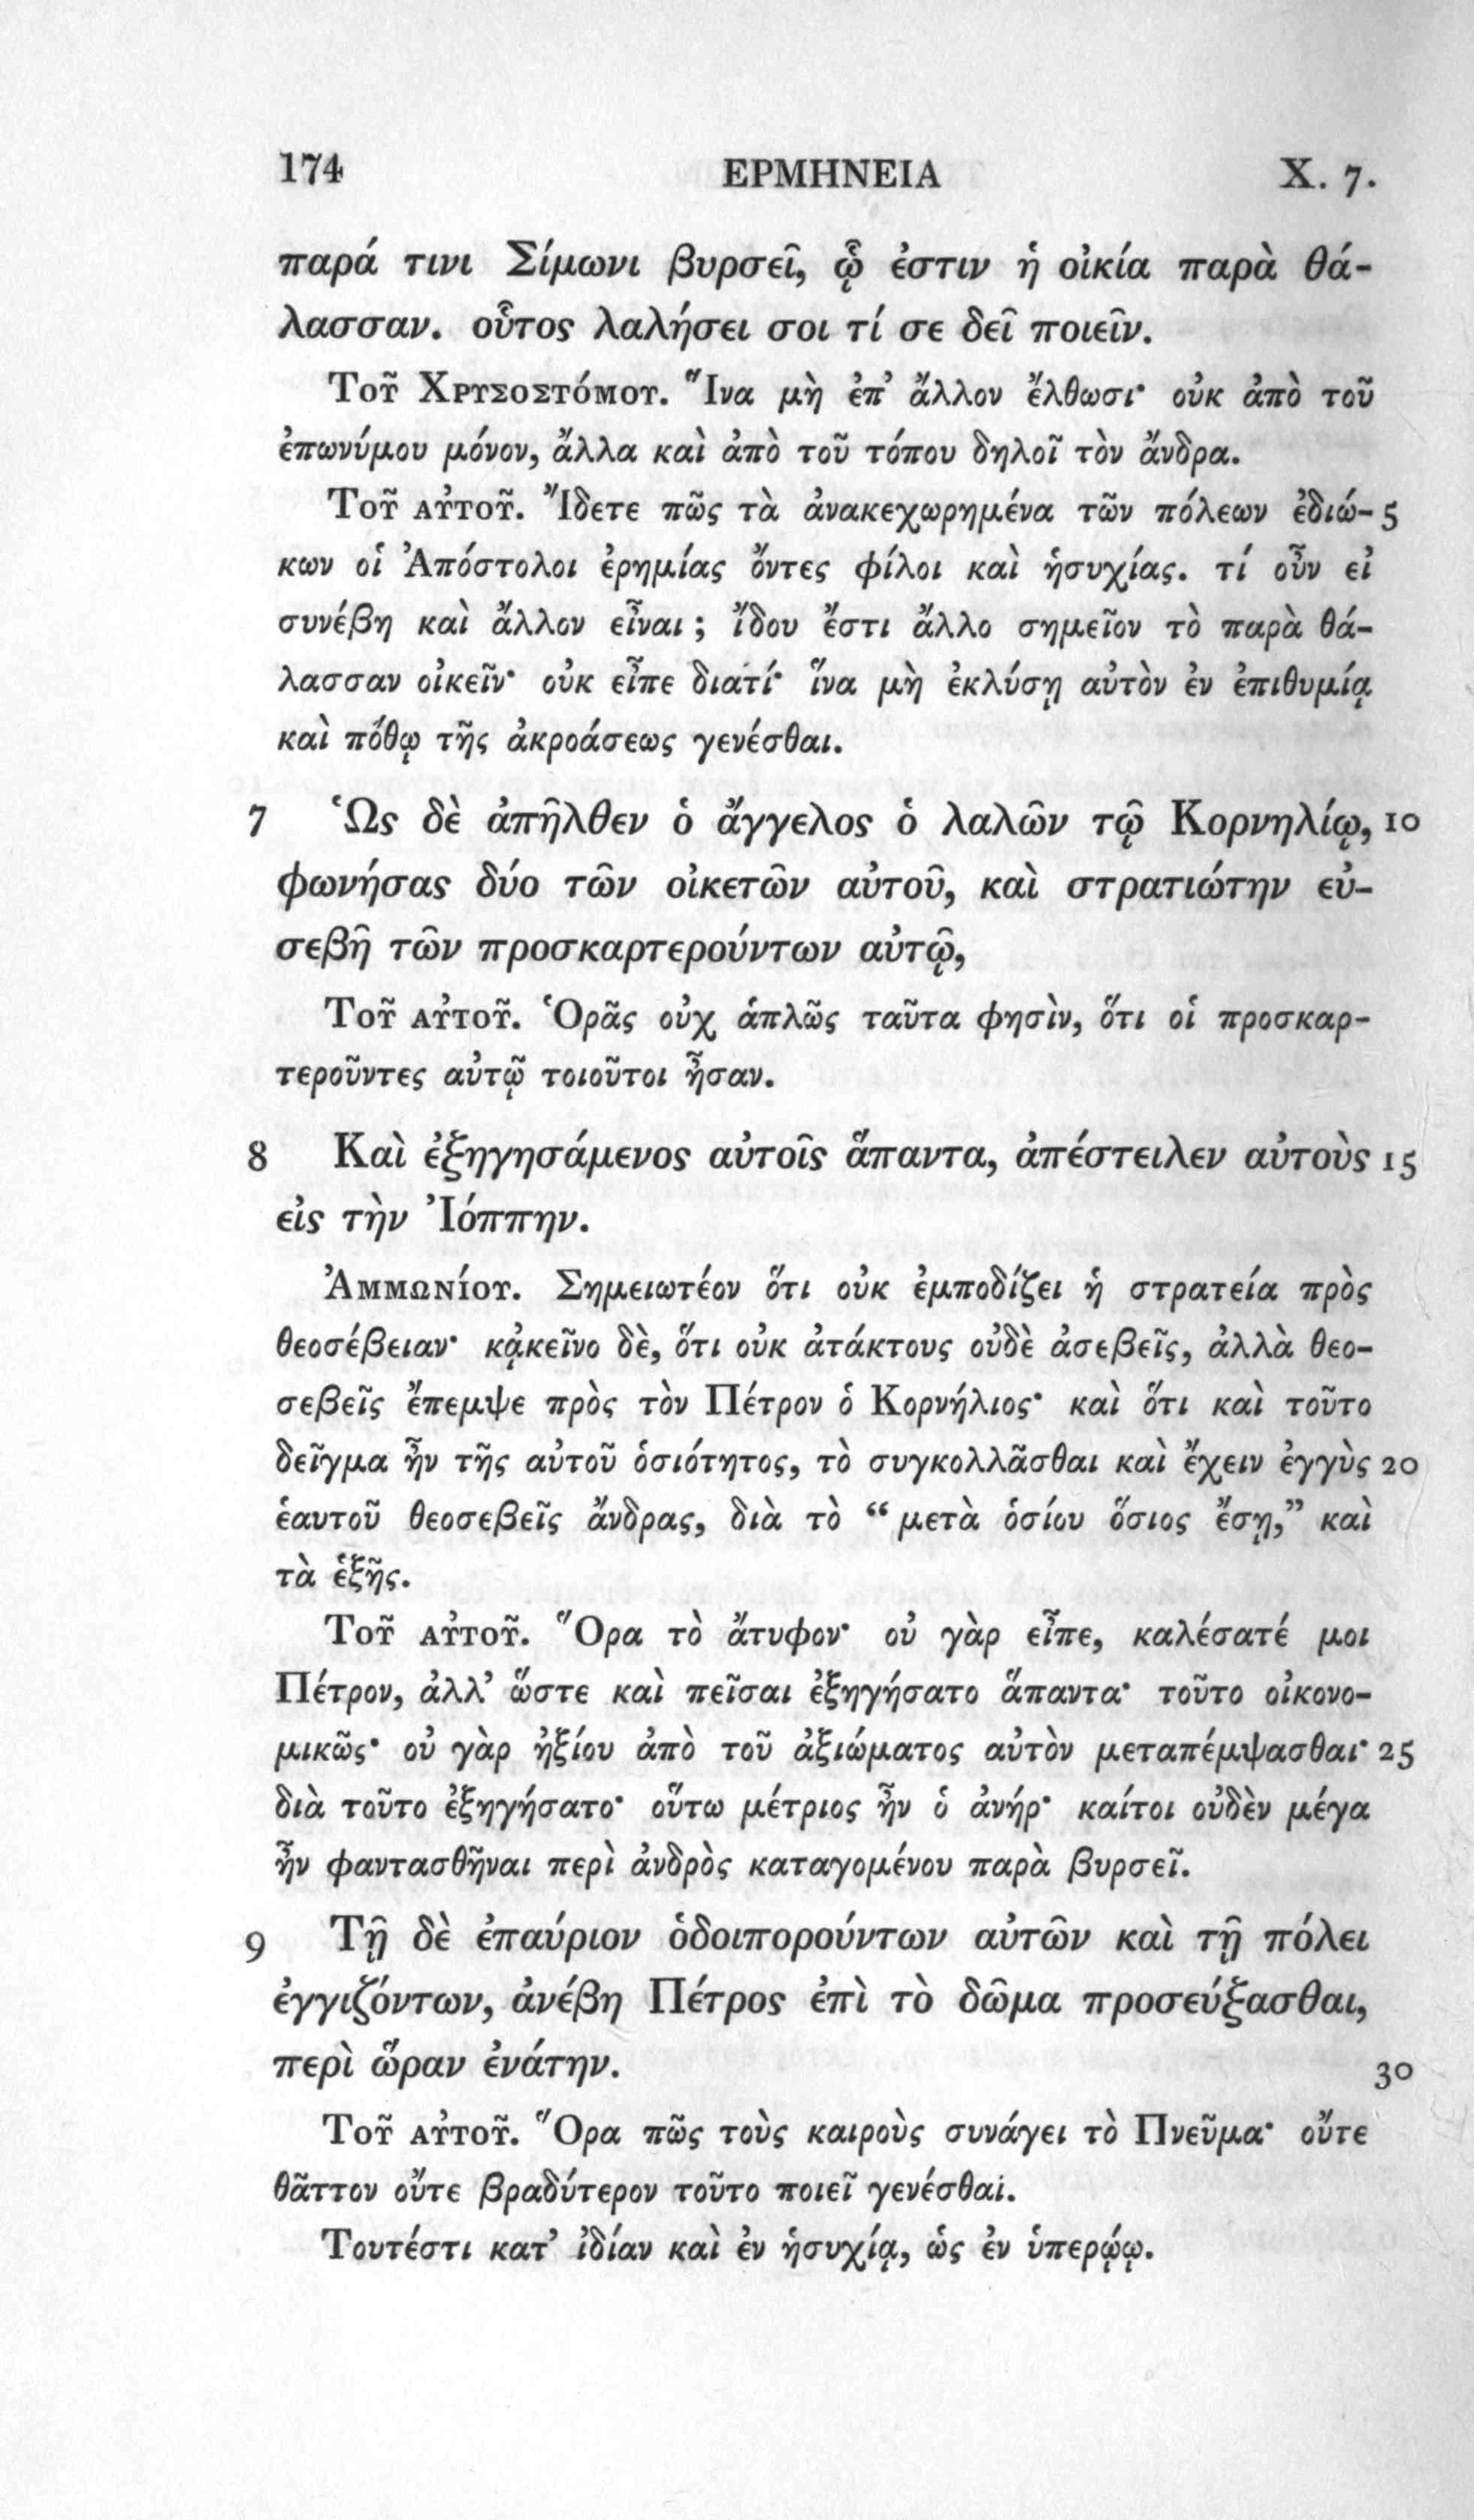 174 ΕΡΜΗΝΕΙΑ X. 7.
παρά τινι Σίμωνι βυρσεῖ, ᾧ ἐστιν ἡ οἰκία παρὰ θά-
λασσαν. οὗτος λαλήσει σοι τί σε δεῖ ποιεῖν.
Τοῦ Χρυσοστόμου. Ἵνα μὴ ἐπ' ἄλλον ἔλθωσι· οὐκ ἀπὸ τοῦ
ἐπωνύμου μόνον, ἄλλα καὶ ἀπὸ τοῦ τόπου δηλοῖ τὸν ἄνδρα.
Τοῦ αὐτοῦ. Ἴδετε πῶς τὰ ἀνακεχωρημένα τῶν πόλεων ἐδιώ- 5
κων οἱ Ἀπόστολοι ἐρημίας ὄντες φίλοι καὶ ἡσυχίας. τί οὖν εἰ
συνέβη καὶ ἄλλον εἶναι ; ἴδου ἔστι ἄλλο σημεῖον τὸ παρὰ θά-
λασσαν οἰκεῖν· οὐκ εἶπε διατί· ἵνα μὴ ἐκλύσῃ αὐτὸν ἐν ἐπιθυμίᾳ
καὶ πόθῳ τῆς ἀκροάσεως γενέσθαι.
7 Ὡς δὲ ἀπῆλθεν ὁ ἄγγελος ὁ λαλῶν τῷ Κορνηλίῳ, 10
φωνήσας δύο τῶν οἰκετῶν αὐτοῦ, καὶ στρατιώτην εὐ-
σεβῆ τῶν προσκαρτερούντων αὐτῷ,
Τοῦ αὐτοῦ. Ὁρᾶς οὐχ ἁπλῶς ταῦτα φησὶν, ὅτι οἱ προσκαρ-
τεροῦντες αὐτῷ τοιοῦτοι ἦσαν.
8 Καὶ ἐξηγησάμενος αὐτοῖς ἅπαντα, ἀπέστειλεν αὐτοὺς 15
εἰς τὴν Ἰόππην.
Ἀμμωνίου. Σημειωτέον ὅτι οὐκ ἐμποδίζει ἡ στρατεία πρὸς
θεοσέβειαν· κᾀκεῖνο δὲ, ὅτι οὐκ ἀτάκτους οὐδὲ ἀσεβεῖς, ἀλλὰ θεο-
σεβεῖς ἔπεμψε πρὸς τὸν Πέτρον ὁ Κορνήλιος· καὶ ὅτι καὶ τοῦτο
δεῖγμα ἦν τῆς αὐτοῦ ὁσιότητος, τὸ συγκολλᾶσθαι καὶ ἔχειν ἐγγὺς 20
ἑαυτοῦ θεοσεβεῖς ἄνδρας, διὰ τὸ “ μετὰ ὁσίου ὅσιος ἔσῃ,” καὶ
τὰ ἑξῆς.
Τοῦ αὐτοῦ. Ὅρα τὸ ἄτυφον· οὐ γὰρ εἶπε, καλέσατέ μοι
Πέτρον, ἀλλ' ὥστε καὶ πεῖσαι ἐξηγήσατο ἅπαντα· τοῦτο οἰκονο-
μικῶς· οὐ γὰρ ἠξίου ἀπὸ τοῦ ἀξιώματος αὐτὸν μεταπέμψασθαι· 25
διὰ τοῦτο ἐξηγήσατο· οὕτω μέτριος ἦν ὁ ἀνήρ· καίτοι οὐδὲν μέγα
ἦν φαντασθῆναι περὶ ἀνδρὸς καταγομένου παρὰ βυρσεῖ.
9 Τῇ δὲ ἐπαύριον ὁδοιπορούντων αὐτῶν καὶ τῇ πόλει
ἐγγιζόντων, ἀνέβη Πέτρος ἐπὶ τὸ δῶμα προσεύξασθαι,
περὶ ὥραν ἐνάτην. 30
Τοῦ αὐτοῦ. Ὅρα πῶς τοὺς καιροὺς συνάγει τὸ Πνεῦμα· οὔτε
θᾶττον οὔτε βραδύτερον τοῦτο ποιεῖ γενέσθαι.
Τουτέστι κατ' ἰδίαν καὶ ἐν ἡσυχίᾳ, ὡς ἐν ὑπερῴῳ.